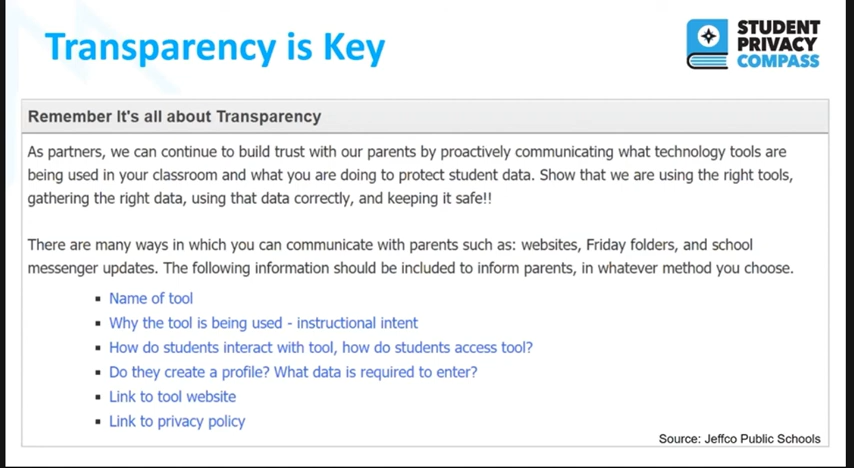 Transparency is Key
STUDENT
PRIVACY
COMPASS
Remember It's all about Transparency
As partners, we can continue to build trust with our parents by proactively communicating what technology tools are
being used in your classroom and what you are doing to protect student data. Show that we are using the right tools,
gathering the right data, using that data correctly, and keeping it safe!!
There are many ways in which you can communicate with parents such as: websites, Friday folders, and school
messenger updates. The following information should be included to inform parents, in whatever method you choose.
Name of tool
Why the tool is being used - instructional intent
How do students interact with tool, how do students access tool?
Do they create a profile? What data is required to enter?
Link to tool website
Link to privacy policy
Source: Jeffco Public Schools